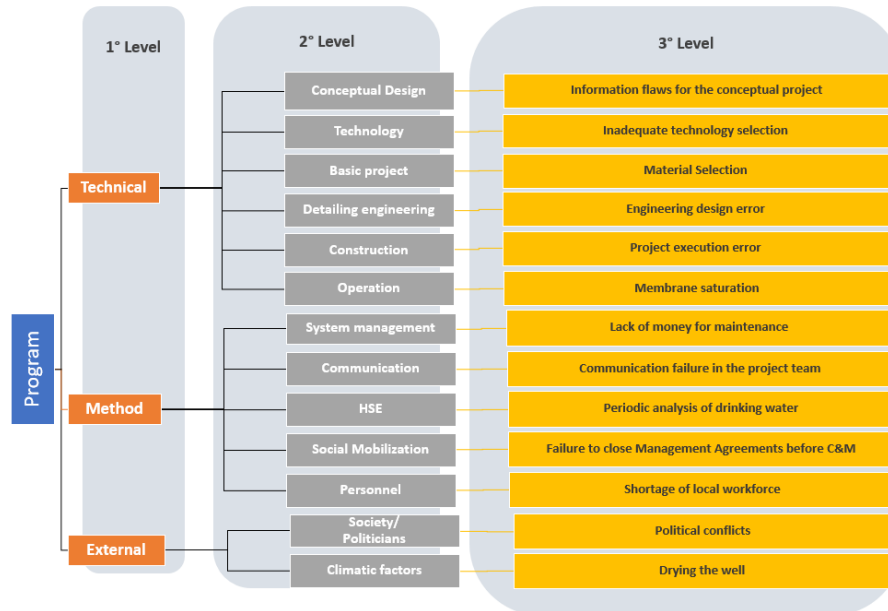 1° Level
2° Level
3° Level
Program
Technical
Conceptual Design
Information flaws for the conceptual project
Technology
Inadequate technology selection
Basic project
Material Selection
Detailing engineering
Engineering design error
Construction
Project execution error
Operation
Membrane saturation
Method
System management
Lack of money for maintenance
Communication
Communication failure in the project team
HSE
Periodic analysis of drinking water
Social Mobilization
Failure to close Management Agreements before C&M
Personnel
Shortage of local workforce
External
Society/
Politicians
Political conflicts
Climatic factors
Drying the well